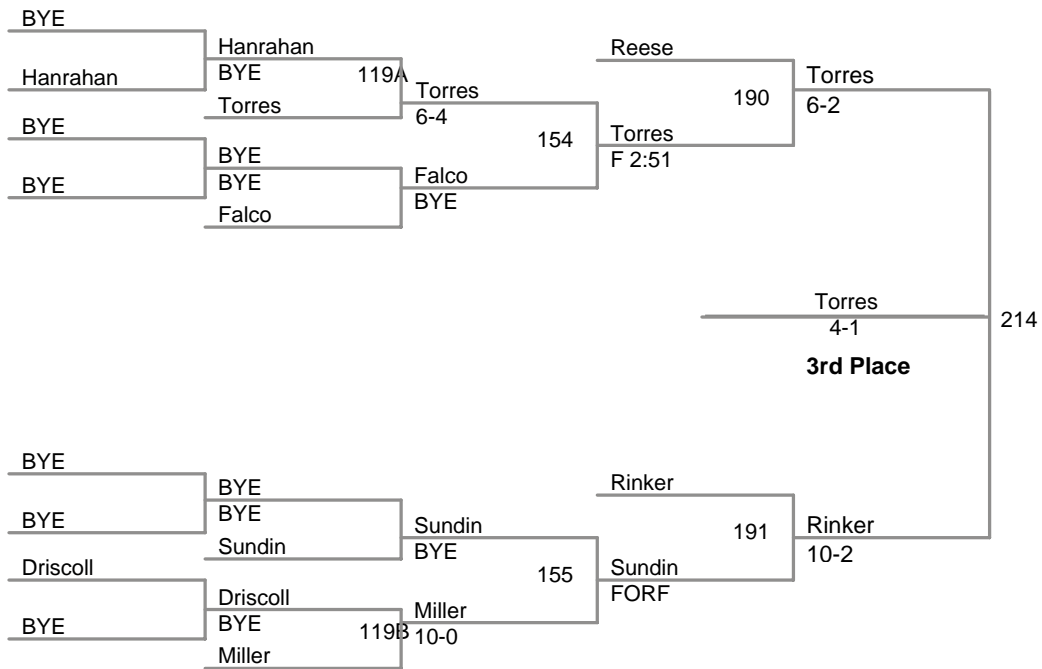 BYE
Hanrahan
Hanrahan
BYE
119A
Torres
BYE
BYE
BYE
BYE
Falco
Torres
6-4
Falco
BYE
154
Reese
Torres
F 2:51
190
Torres
6-2
Torres
4-1
3rd Place
214
BYE
BYE
BYE
BYE
Sundin
Driscoll
BYE
Driscoll
BYE
119B
Miller
Sundin
BYE
Miller
10-0
155
Rinker
Sundin
FORF
191
Rinker
10-2